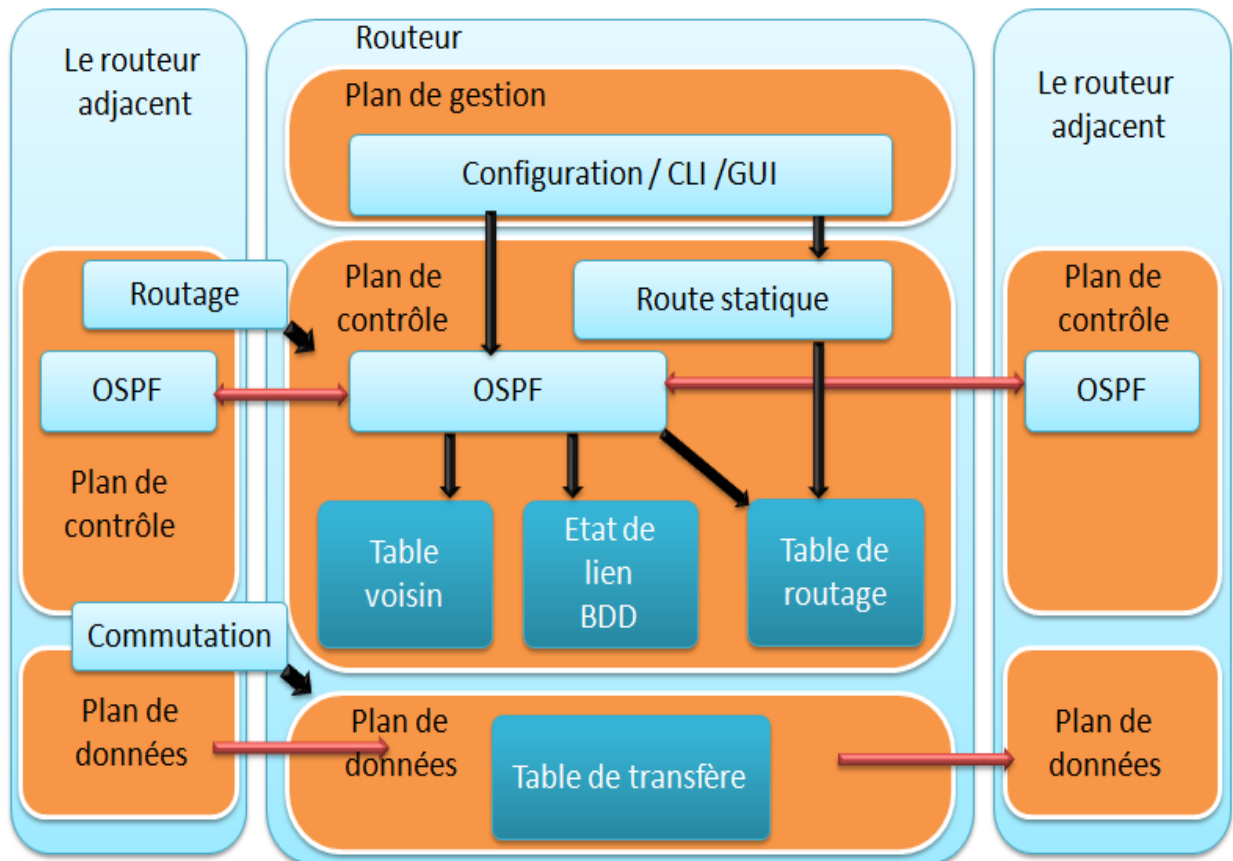 Le routeur
adjacent
Routage
OSPF
Plan de
contrôle
Commutation
Plan de
données
Routeur
Plan de gestion
Configuration / CLI /GUI
Plan de
contrôle
Route statique
OSPF
Table
voisin
Etat de
lien
BDD
Table de
routage
Plan de
données
Table de transfère
Le routeur
adjacent
Plan de
contrôle
OSPF
Plan de
données